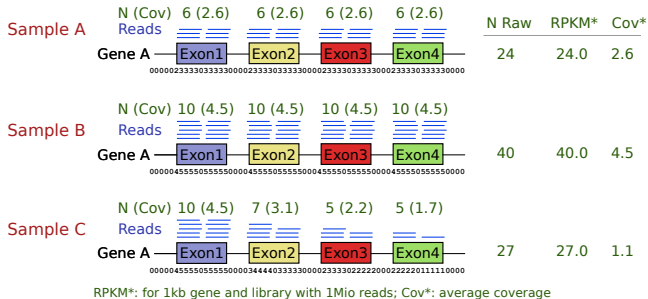 N (Cov) 6 (2.6) 6 (2.6) 6 (2.6) 6 (2.6) N Raw RPKM* Cov*
Sample A Reads
Gene A Exon1 Exon2 Exon3 Exon4 24 24.0 2.6
N (Cov) 10 (4.5) 10 (4.5) 10 (4.5) 10 (4.5)
Sample B Reads
Gene A Exon1 Exon2 Exon3 Exon4 40 40.0 4.5
N (Cov) 10 (4.5) 7 (3.1) 5 (2.2) 5 (1.7)
Sample C Reads
Gene A Exon1 Exon2 Exon3 Exon4 27 27.0 1.1
RPKM*: for 1kb gene and library with 1Mio reads; Cov*: average coverage